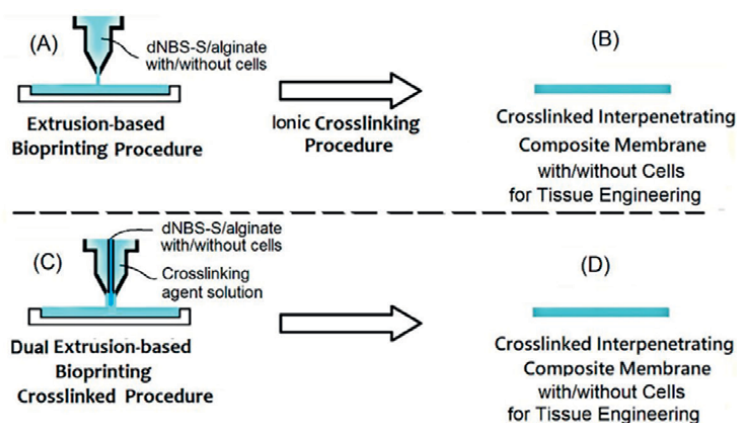 (A)
dNBS-S/alginate
with/without cells
Extrusion-based
Bioprinting Procedure
Ionic Crosslinking
Procedure
(B)
Crosslinked Interpenetrating
Composite Membrane
with/without Cells
for Tissue Engineering
(C)
dNBS-S/alginate
with/without cells
Crosslinking
agent solution
Dual Extrusion-based
Bioprinting
Crosslinked Procedure
(D)
Crosslinked Interpenetrating
Composite Membrane
with/without Cells
for Tissue Engineering